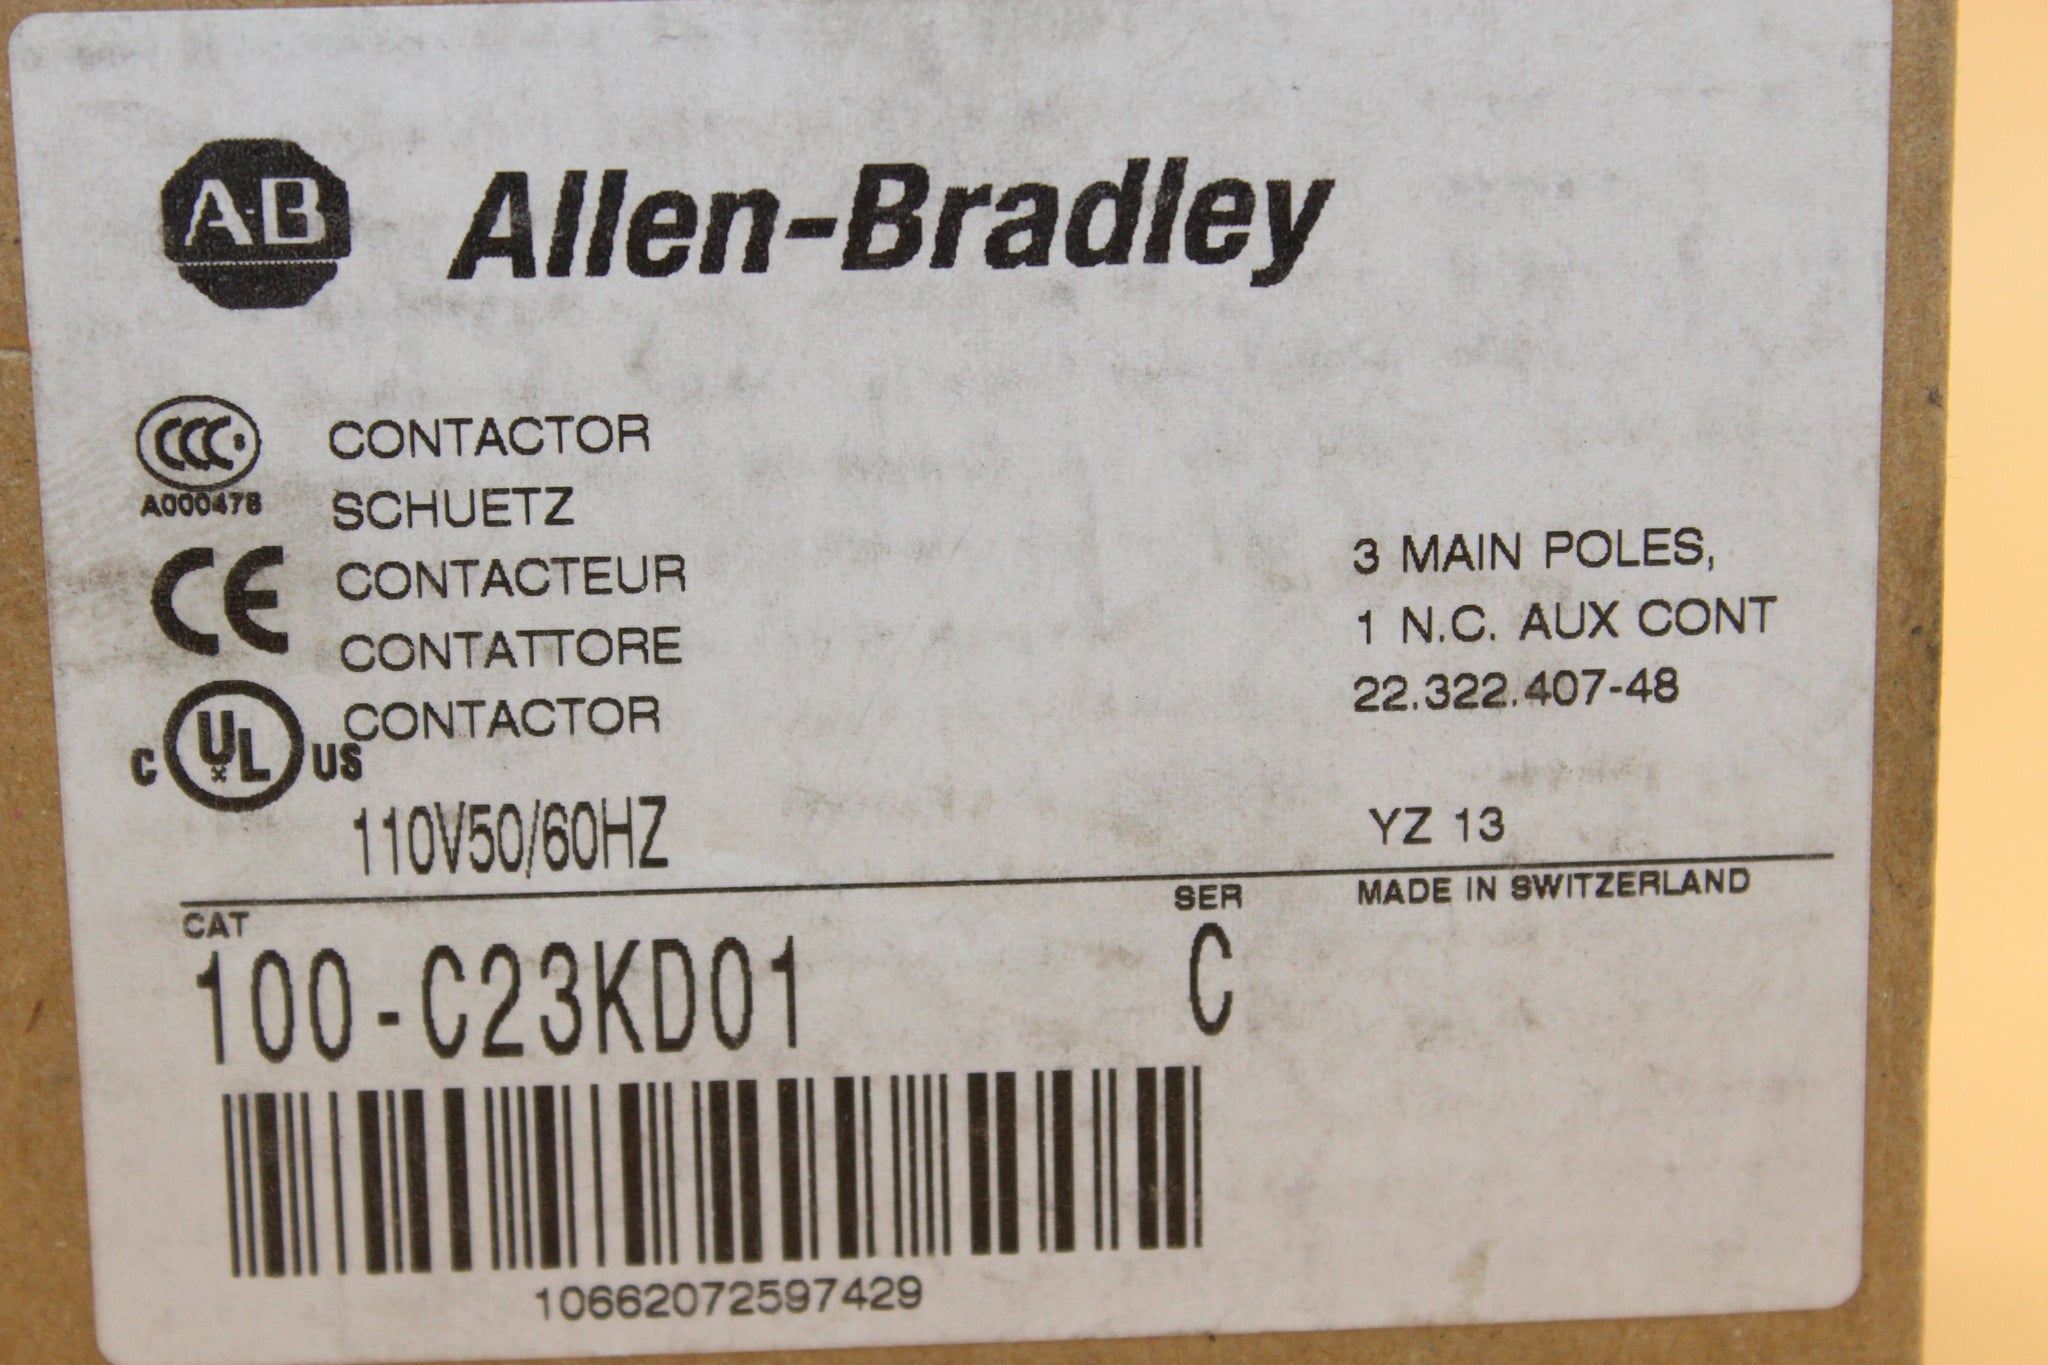 A-B Allen-Bradley
CCC S
A000478
CONTACTOR
SCHUETZ
CE
CONTACTEUR
CONTATTORE
CONTACTOR
C UL US
110V50/60HZ
3 MAIN POLES,
1 N.C. AUX CONT
22.322.407-48
YZ 13
CAT
SER
MADE IN SWITZERLAND
100-C23KD01
C
10662072597429